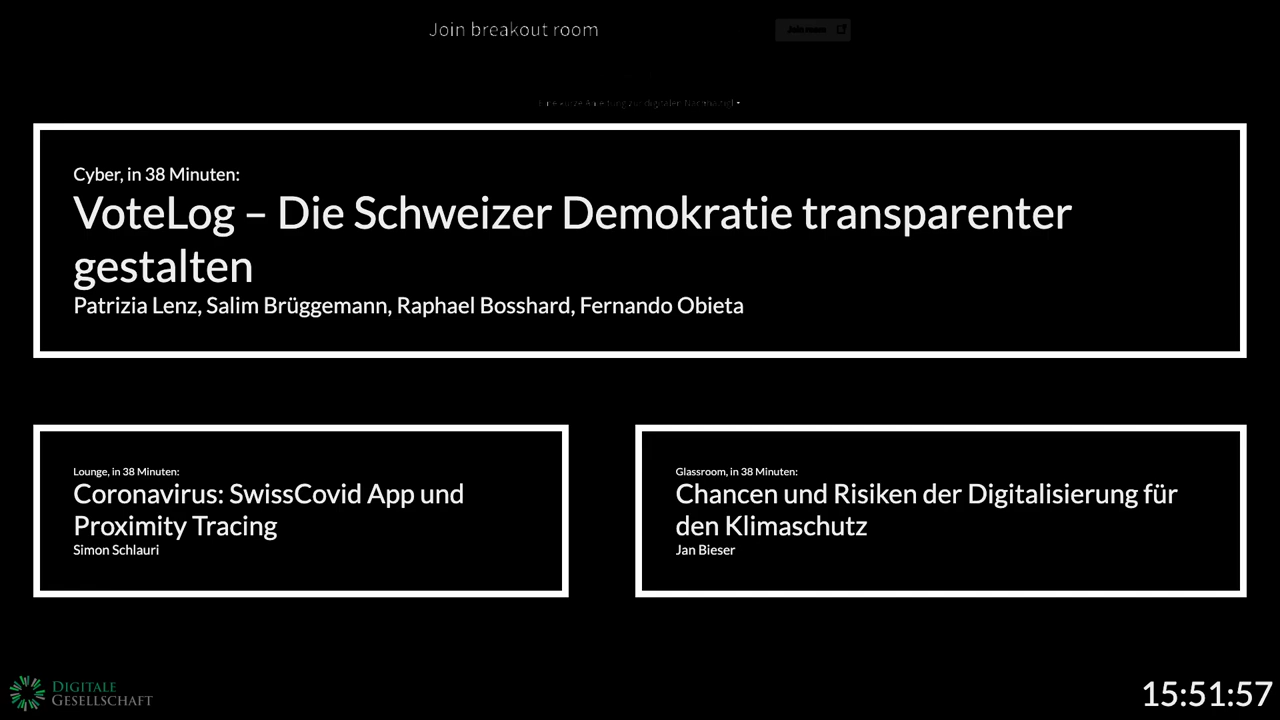 Join breakout room
Cyber, in 38 Minuten:
VoteLog – Die Schweizer Demokratie transparenter
gestalten
Patrizia Lenz, Salim Brüggemann, Raphael Bosshard, Fernando Obieta
Lounge, in 38 Minuten:
Coronavirus: SwissCovid App und
Proximity Tracing
Simon Schlauri
Glassroom, in 38 Minuten:
Chancen und Risiken der Digitalisierung für
den Klimaschutz
Jan Bieser
DIGITALE
GESELLSCHAFT
15:51:57